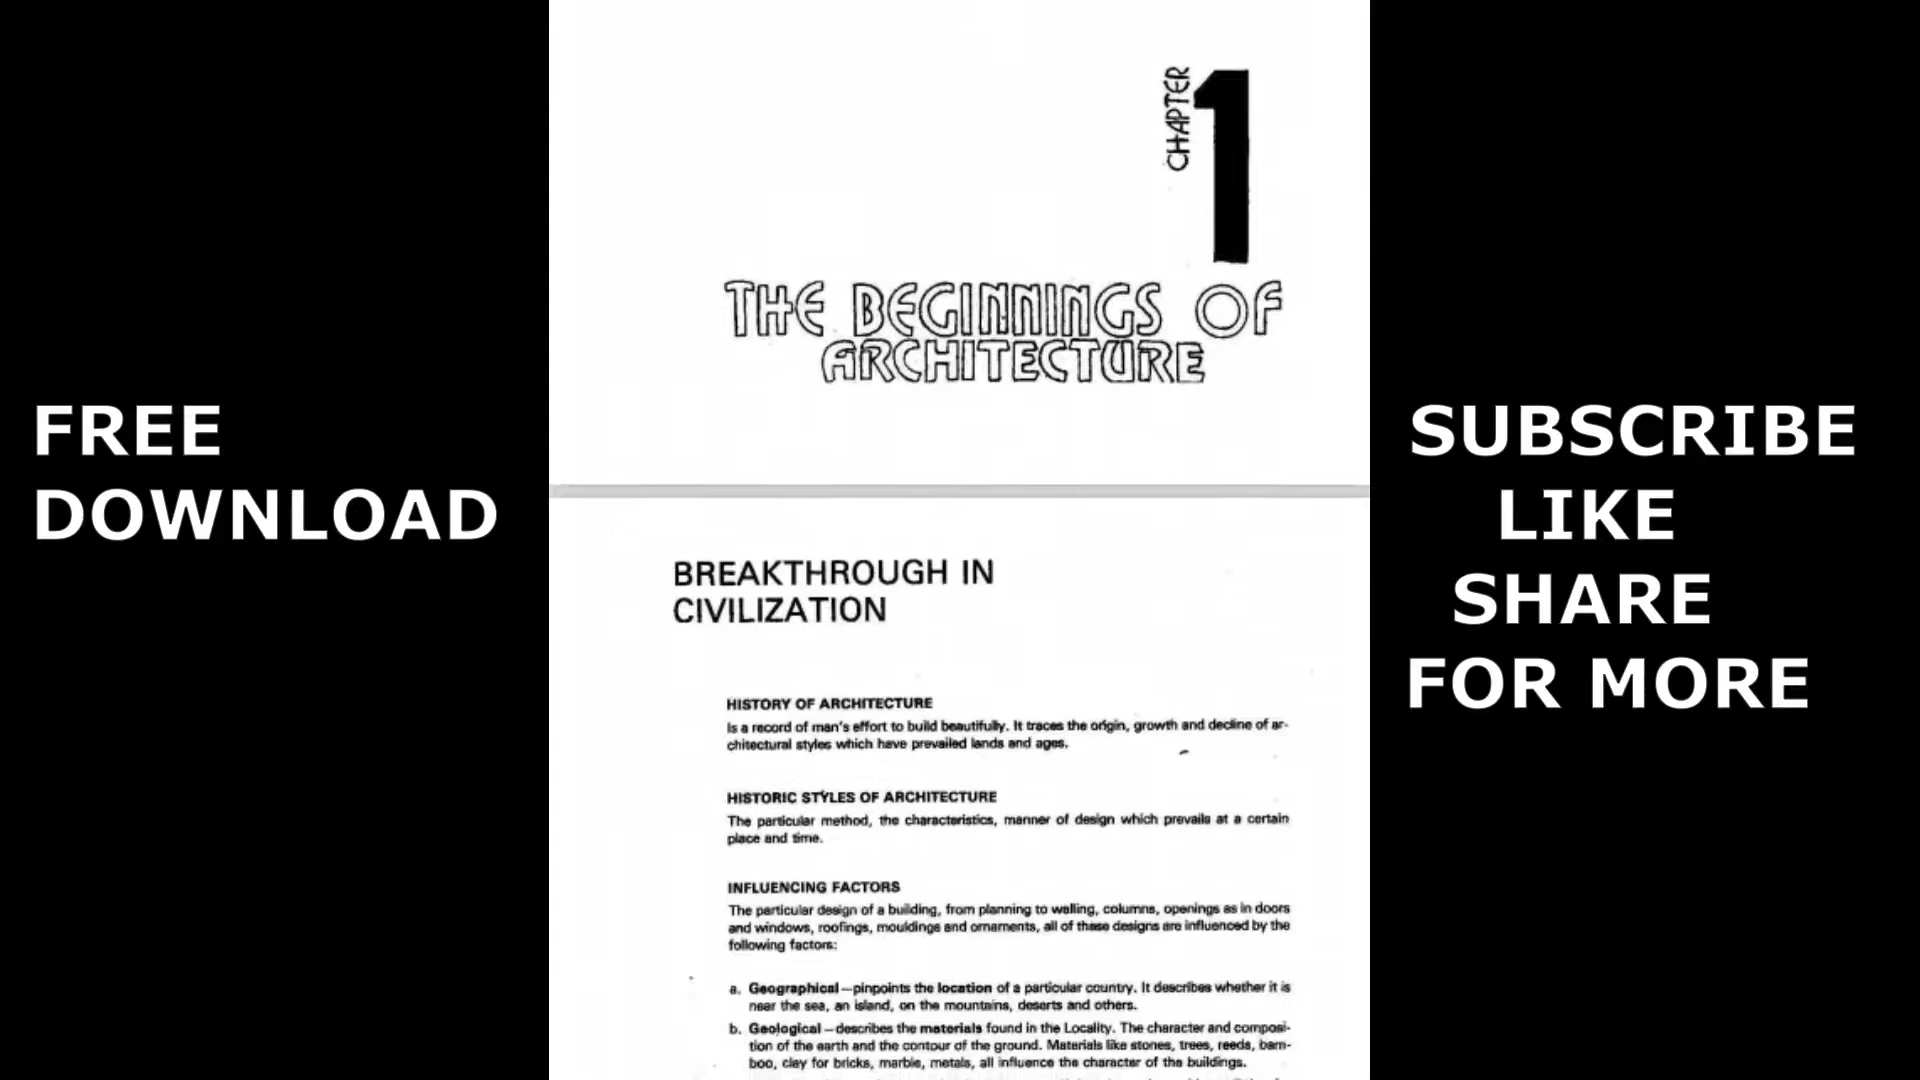 FREE
DOWNLOAD
CHAPTER
1
THE BEGINNINGS OF
ARCHITECTURE
BREAKTHROUGH IN
CIVILIZATION
HISTORY OF ARCHITECTURE
Is a record of man's effort to build beautifully. It traces the origin, growth and decline of ar-
chitectural styles which have prevailed lands and ages.
HISTORIC STYLES OF ARCHITECTURE
The particular method, the characteristics, manner of design which prevails at a certain
place and time.
INFLUENCING FACTORS
The particular design of a building, from planning to walling, columns, openings as in doors
and windows, roofings, mouldings and ornaments, all of these designs are influenced by the
following factors:
a. Geographical—pinpoints the location of a particular country. It describes whether it is
near the sea, an island, on the mountains, deserts and others.
b. Geological—describes the materials found in the Locality. The character and composi-
tion of the earth and the contour of the ground. Materials like stones, trees, reeds, bam-
boo, clay for bricks, marble, metals, all influence the character of the buildings.
SUBSCRIBE
LIKE
SHARE
FOR MORE